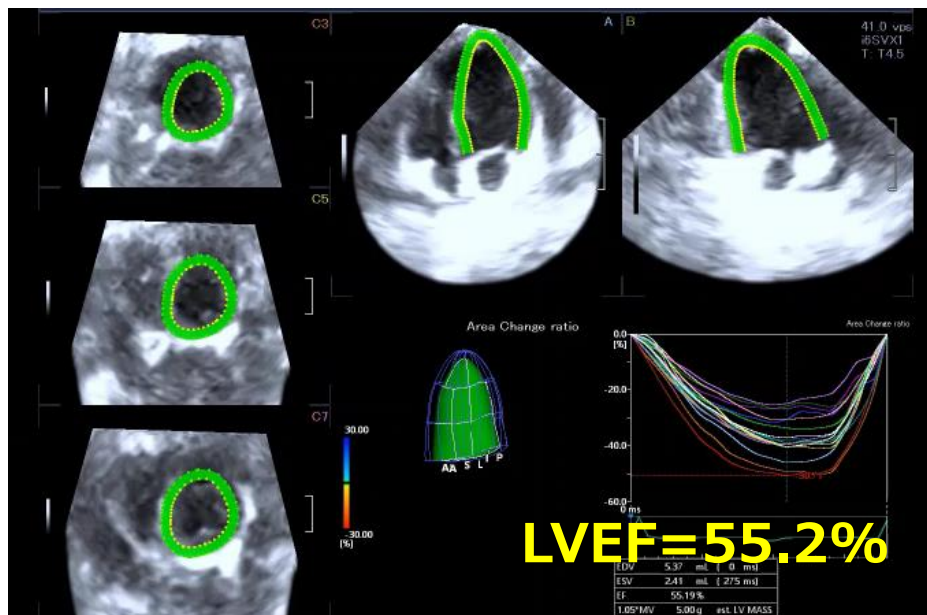 C3
A
B
41.0 vps
i6SVX1
T: T4.5
C5
Area Change ratio
Area Change ratio
0.0
[%]
-20.0
-40.0
-60.0
0 ms
C7
30.00
-30.00
[%]
AA S L I P
LVEF=55.2%
EDV 5.37 mL ( 0 ms)
ESV 2.41 mL ( 275 ms)
EF 55.19%
1.05*MV 5.00 g est. LV MASS